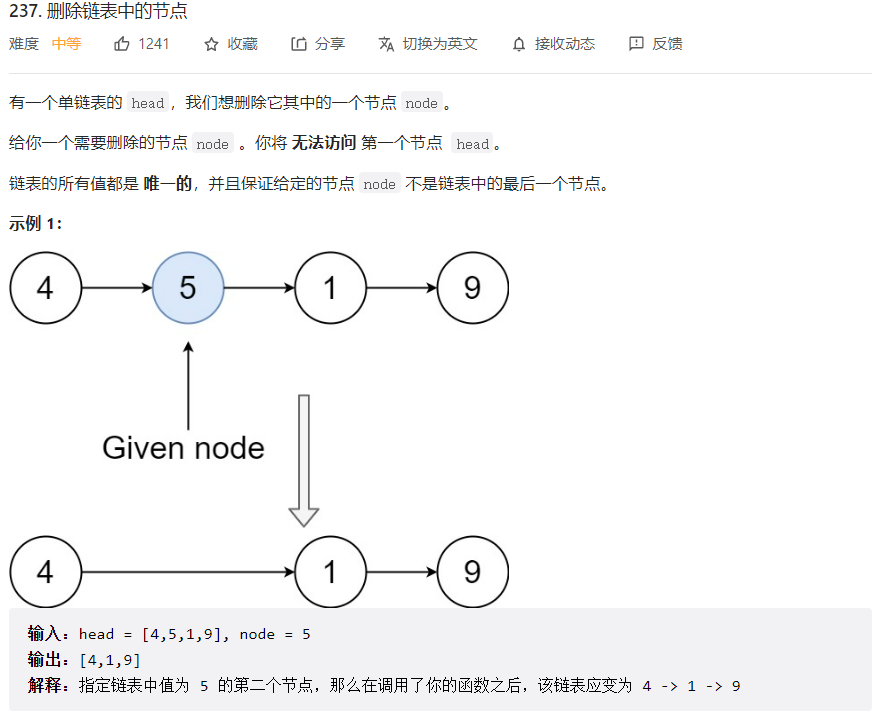 237. 删除链表中的节点
难度 中等 1241 收藏 分享 切换为英文 接收动态 反馈
有一个单链表的 head，我们想删除它其中的一个节点 node。
给你一个需要删除的节点 node 。你将 无法访问 第一个节点 head。
链表的所有值都是 唯一的，并且保证给定的节点 node 不是链表中的最后一个节点。
示例 1：
4 5 1 9
Given node
4 1 9
输入：head = [4,5,1,9], node = 5
输出：[4,1,9]
解释：指定链表中值为 5 的第二个节点，那么在调用了你的函数之后，该链表应变为 4 -> 1 -> 9